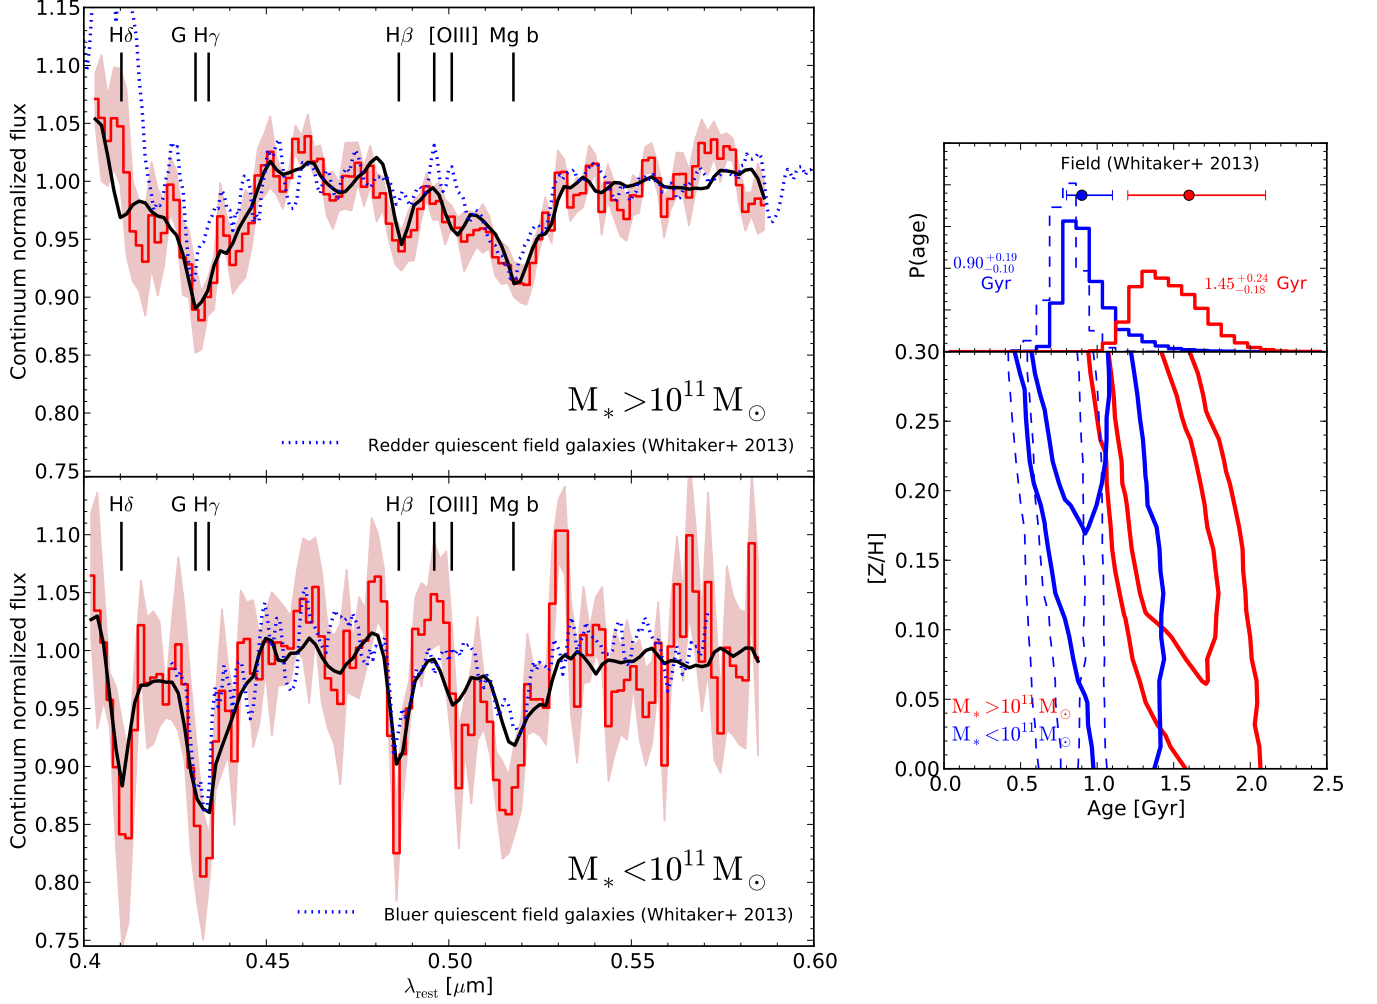 1.15
1.10
1.05
1.00
0.95
0.90
0.85
0.80
0.75
Continuum normalized flux
Hδ G Hγ Hβ [OIII] Mg b
M* >10^11 M⊙
Redder quiescent field galaxies (Whitaker+ 2013)
1.10
1.05
1.00
0.95
0.90
0.85
0.80
0.75
Continuum normalized flux
Hδ G Hγ Hβ [OIII] Mg b
M* <10^11 M⊙
Bluer quiescent field galaxies (Whitaker+ 2013)
0.4 0.45 0.50 0.55 0.60
λrest [μm]
P(age)
Field (Whitaker+ 2013)
0.90 +0.19 −0.10
Gyr
1.45 +0.24 −0.18 Gyr
0.30
0.25
0.20
0.15
0.10
0.05
0.00
[Z/H]
M* >10^11 M⊙
M* <10^11 M⊙
0.0 0.5 1.0 1.5 2.0 2.5
Age [Gyr]